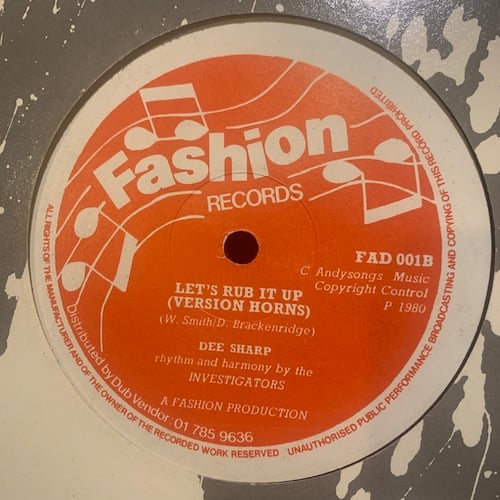 Fashion
RECORDS
FAD 001B
C Andysongs Music
Copyright Control
P 1980
LET'S RUB IT UP
(VERSION HORNS)
(W. Smith/D. Brackenridge)
DEE SHARP
rhythm and harmony by the
INVESTIGATORS
A FASHION PRODUCTION
Distributed by Dub Vendor: 01 785 9636
ALL RIGHTS OF THE MANUFACTURER AND OF THE OWNER OF THE RECORDED WORK RESERVED UNAUTHORISED PUBLIC PERFORMANCE BROADCASTING AND COPYING OF THIS RECORD PROHIBITED